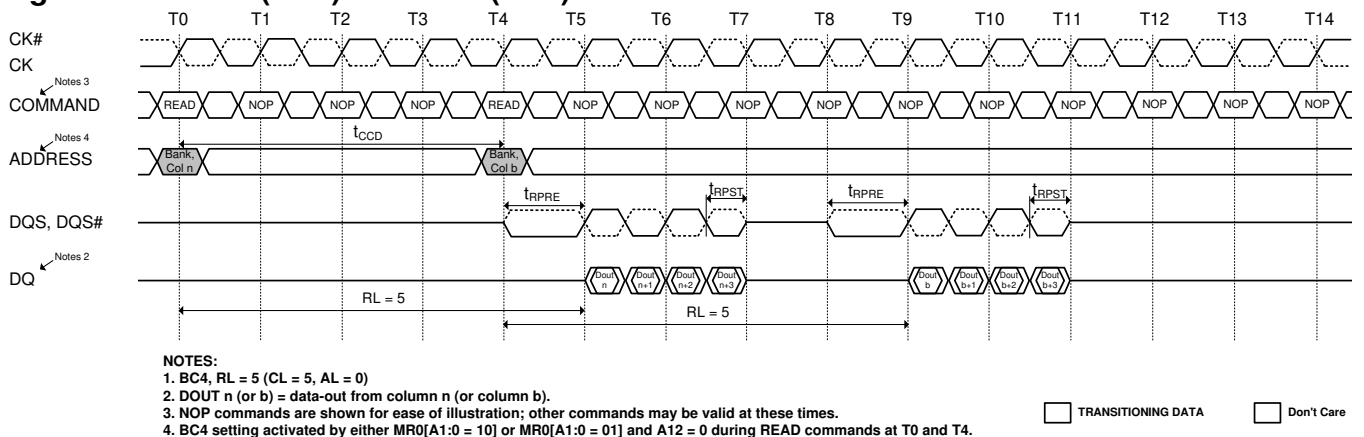 T0 T1 T2 T3 T4 T5 T6 T7 T8 T9 T10 T11 T12 T13 T14
CK#
CK
Notes 3
COMMAND READ NOP NOP NOP READ NOP NOP NOP NOP NOP NOP NOP NOP NOP NOP
tCCD
Notes 4
ADDRESS
Bank, Col n
Bank, Col b
tRPRE tRPST tRPRE tRPST
DQS, DQS#
Notes 2
DQ
Dout n Dout n+1 Dout n+2 Dout n+3 Dout b Dout b+1 Dout b+2 Dout b+3
RL = 5
RL = 5
NOTES:
1. BC4, RL = 5 (CL = 5, AL = 0)
2. DOUT n (or b) = data-out from column n (or column b).
3. NOP commands are shown for ease of illustration; other commands may be valid at these times.
4. BC4 setting activated by either MR0[A1:0 = 10] or MR0[A1:0 = 01] and A12 = 0 during READ commands at T0 and T4.
TRANSITIONING DATA Don't Care